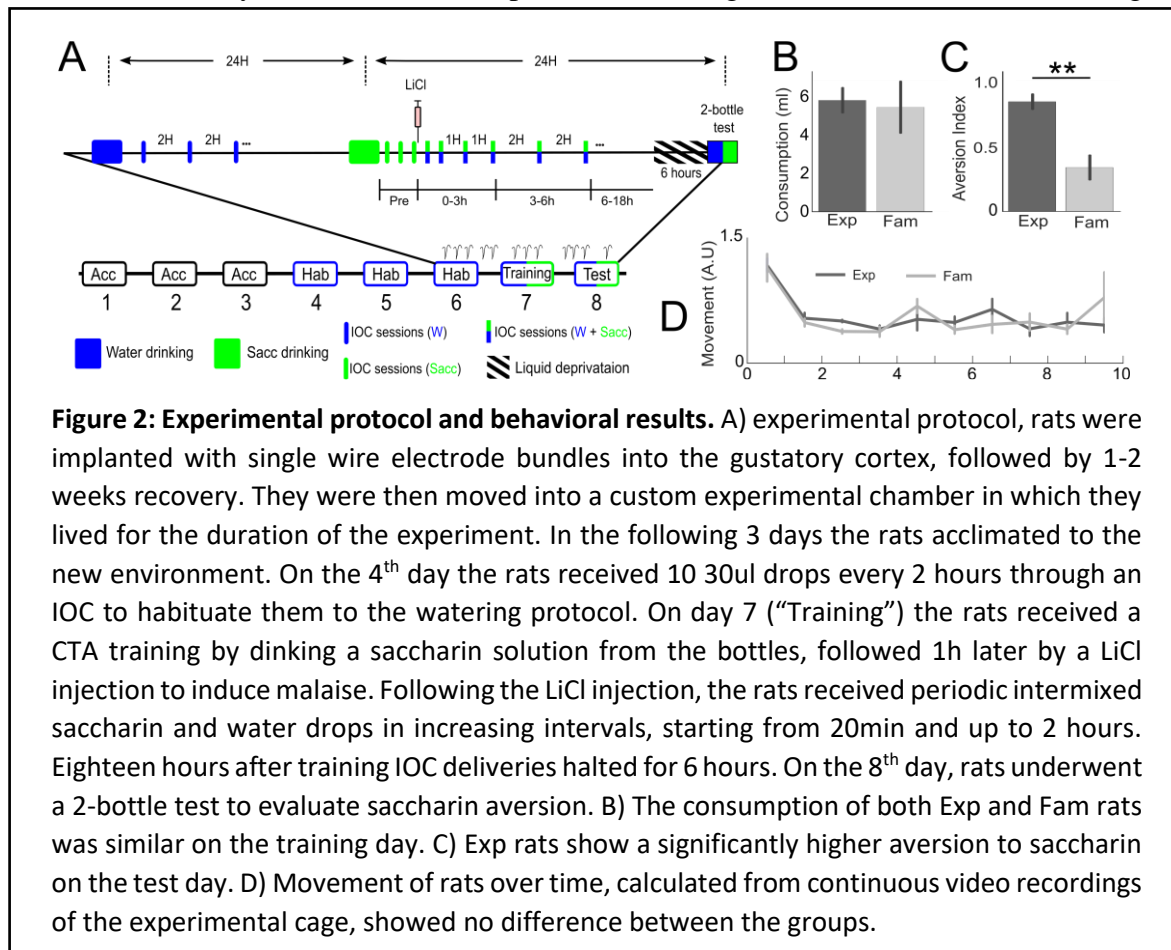 A
24H
24H
LiCl
2H
2H
...
1H
1H
2H
2H
...
2-bottle
test
6 hours
Pre
0-3h
3-6h
6-18h
Acc
Acc
Acc
Hab
Hab
Hab
Training
Test
1
2
3
4
5
6
7
8
Water drinking
Sacc drinking
IOC sessions (W)
IOC sessions (Sacc)
IOC sessions (W + Sacc)
Liquid deprivataion
B
Consumption (ml)
6
4
2
0
Exp
Fam
C
**
Aversion Index
1.0
0.5
0
Exp
Fam
D
Movement (A.U)
1.5
0
Exp
Fam
0
2
4
6
8
10
Figure 2: Experimental protocol and behavioral results. A) experimental protocol, rats were
implanted with single wire electrode bundles into the gustatory cortex, followed by 1-2
weeks recovery. They were then moved into a custom experimental chamber in which they
lived for the duration of the experiment. In the following 3 days the rats acclimated to the
new environment. On the 4th day the rats received 10 30ul drops every 2 hours through an
IOC to habituate them to the watering protocol. On day 7 (“Training”) the rats received a
CTA training by dinking a saccharin solution from the bottles, followed 1h later by a LiCl
injection to induce malaise. Following the LiCl injection, the rats received periodic intermixed
saccharin and water drops in increasing intervals, starting from 20min and up to 2 hours.
Eighteen hours after training IOC deliveries halted for 6 hours. On the 8th day, rats underwent
a 2-bottle test to evaluate saccharin aversion. B) The consumption of both Exp and Fam rats
was similar on the training day. C) Exp rats show a significantly higher aversion to saccharin
on the test day. D) Movement of rats over time, calculated from continuous video recordings
of the experimental cage, showed no difference between the groups.